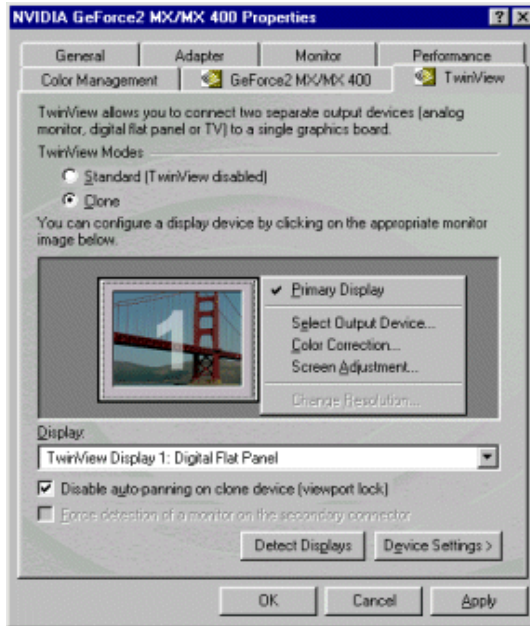 NVIDIA GeForce2 MX/MX 400 Properties
General
Adapter
Monitor
Performance
Color Management
GeForce2 MX/MX 400
TwinView
TwinView allows you to connect two separate output devices (analog
monitor, digital flat panel or TV) to a single graphics board.
TwinView Modes
Standard (TwinView disabled)
Clone
You can configure a display device by clicking on the appropriate monitor
image below.
1
Primary Display
Select Output Device...
Color Correction...
Screen Adjustment...
Change Resolution...
Display:
TwinView Display 1: Digital Flat Panel
Disable auto-panning on clone device (viewport lock)
Force detection of a monitor on the secondary connector
Detect Displays
Device Settings >
OK
Cancel
Apply